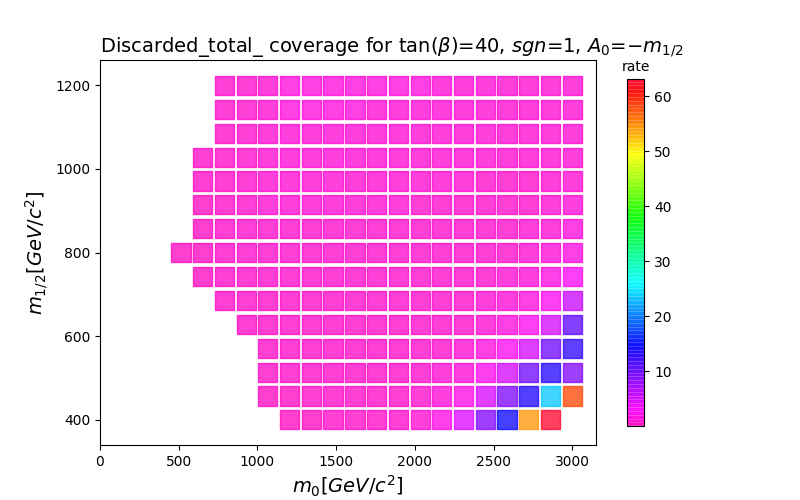 Discarded_total_ coverage for tan(β)=40, sgn=1, A₀=−m₁/₂
rate
1200
1000
800
600
400
m₁/₂[GeV/c²]
60
50
40
30
20
10
0 500 1000 1500 2000 2500 3000
m₀[GeV/c²]